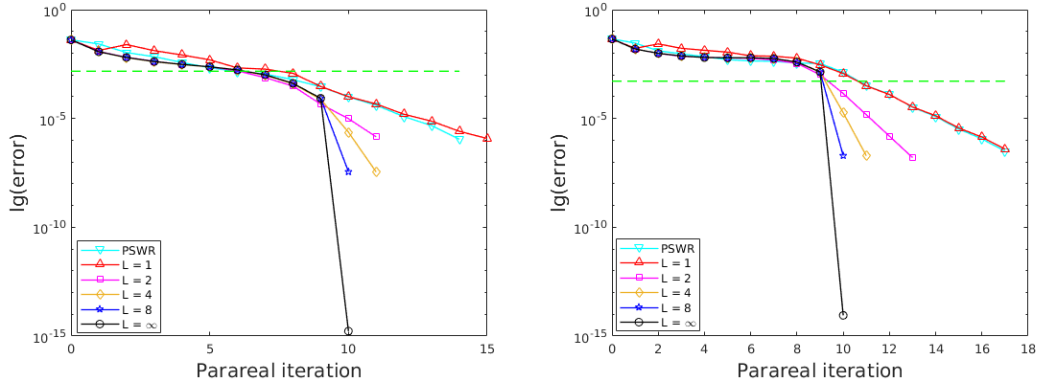 10^0
10^-5
10^-10
10^-15
lg(error)
0
5
10
15
Parareal iteration
PSWR
L = 1
L = 2
L = 4
L = 8
L = ∞
10^0
10^-5
10^-10
10^-15
lg(error)
0
2
4
6
8
10
12
14
16
18
Parareal iteration
PSWR
L = 1
L = 2
L = 4
L = 8
L = ∞